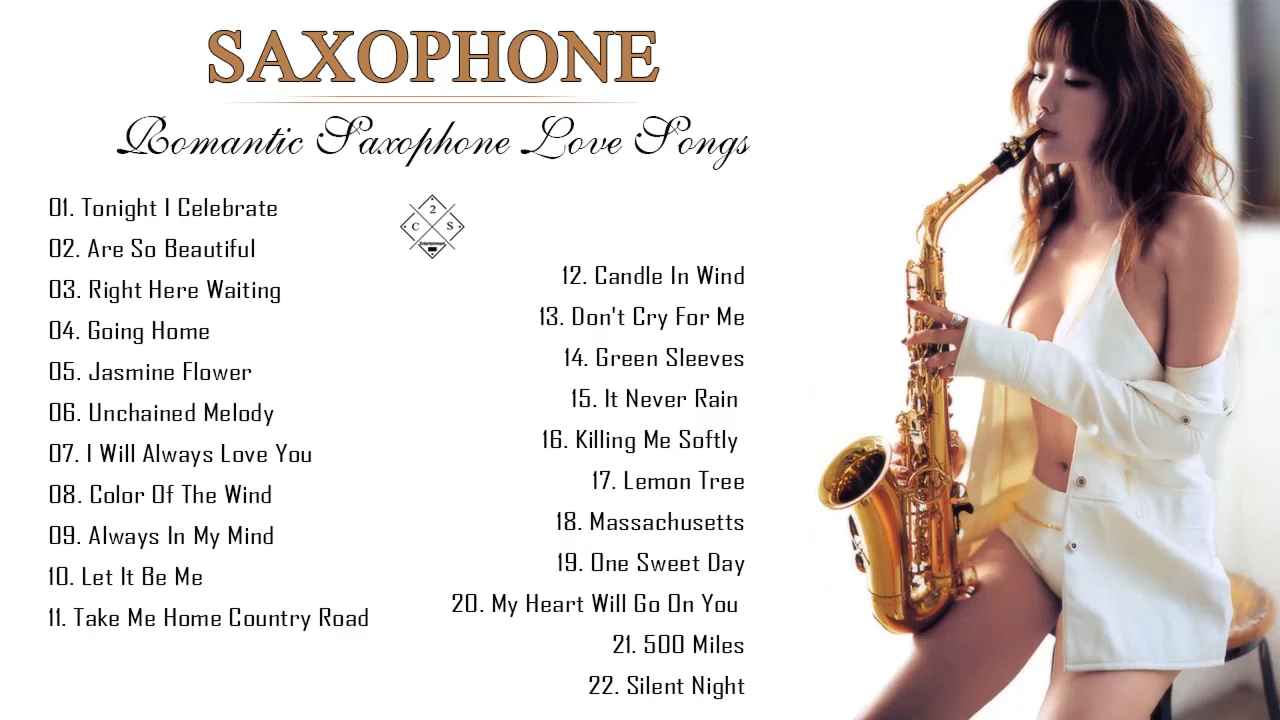 SAXOPHONE
Romantic Saxophone Love Songs
01. Tonight I Celebrate
02. Are So Beautiful
03. Right Here Waiting
04. Going Home
05. Jasmine Flower
06. Unchained Melody
07. I Will Always Love You
08. Color Of The Wind
09. Always In My Mind
10. Let It Be Me
11. Take Me Home Country Road
2
C S
Entertainment
12. Candle In Wind
13. Don't Cry For Me
14. Green Sleeves
15. It Never Rain
16. Killing Me Softly
17. Lemon Tree
18. Massachusetts
19. One Sweet Day
20. My Heart Will Go On You
21. 500 Miles
22. Silent Night